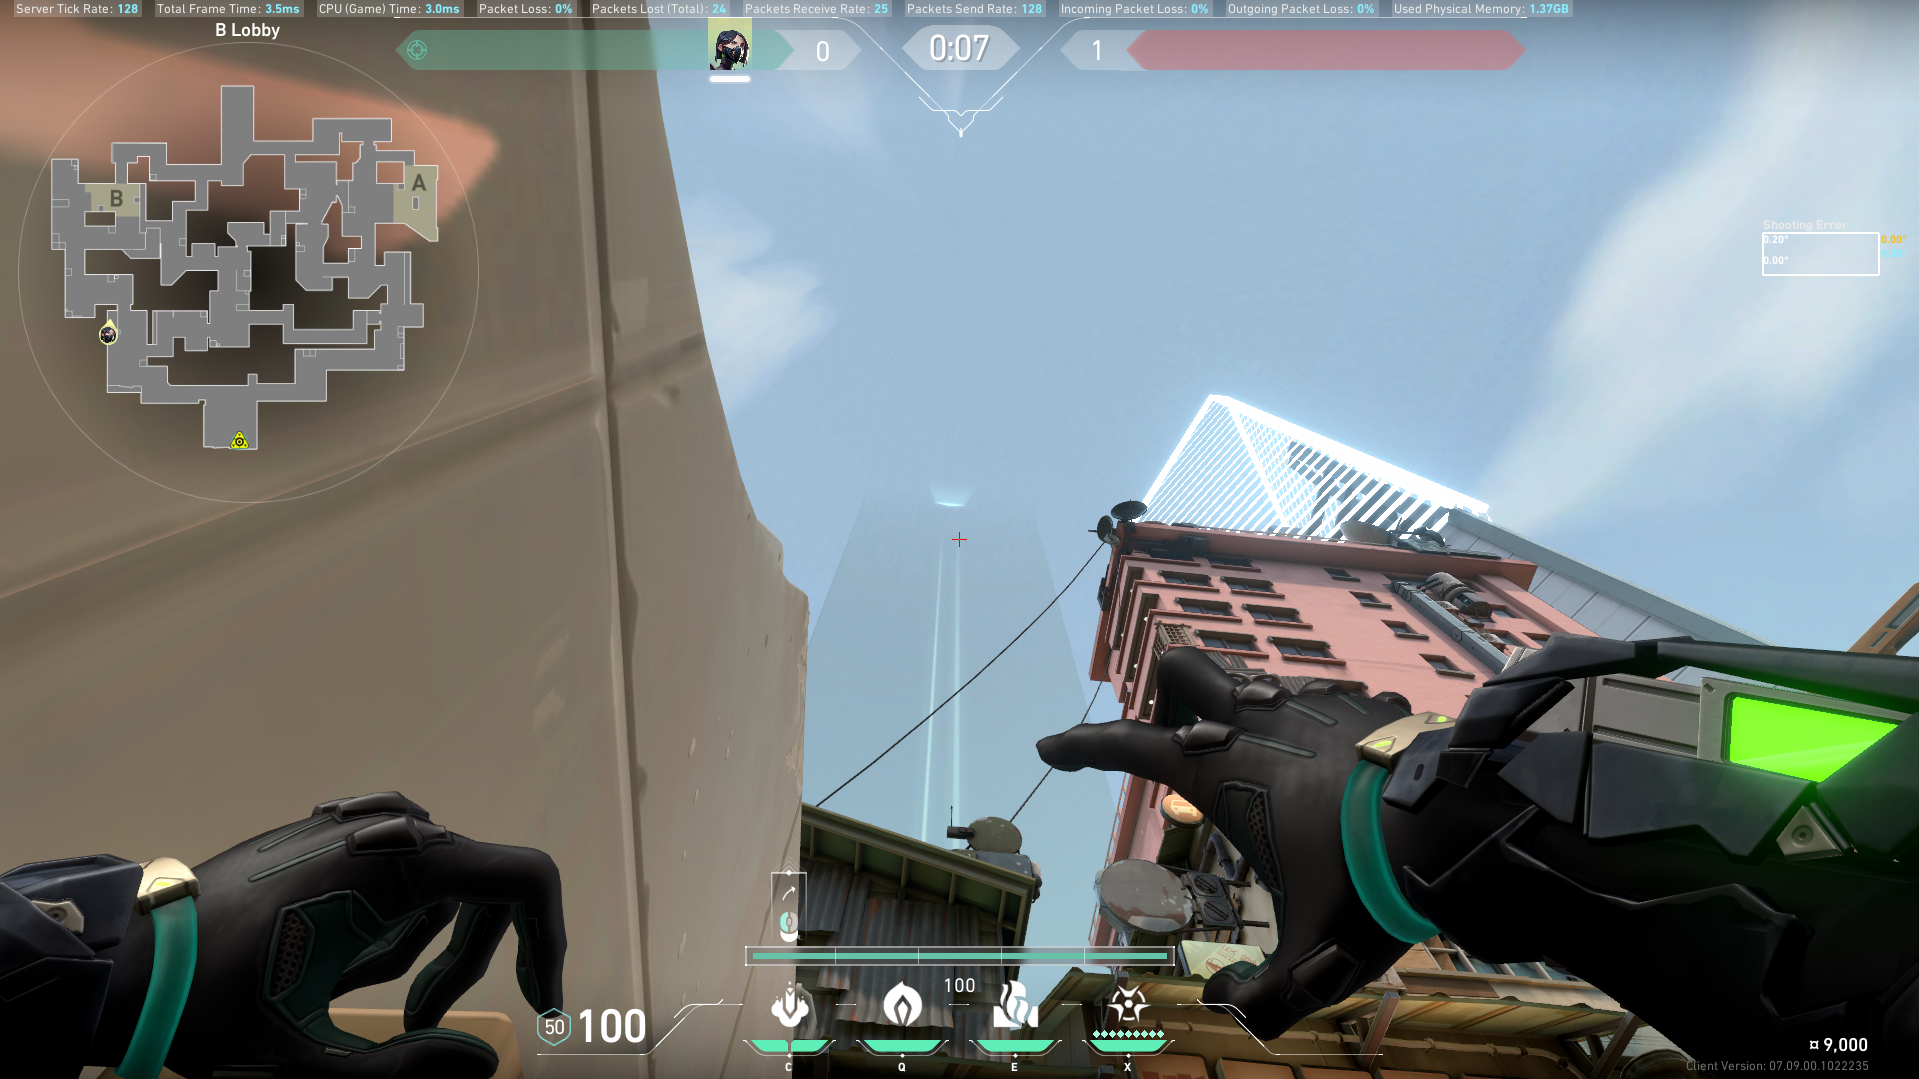 Server Tick Rate: 128 Total Frame Time: 3.5ms CPU (Game) Time: 3.0ms Packet Loss: 0% Packets Lost (Total): 24 Packets Receive Rate: 25 Packets Send Rate: 128 Incoming Packet Loss: 0% Outgoing Packet Loss: 0% Used Physical Memory: 1.37GB
B Lobby
0 0:07 1
B A
Shooting Error
0.20° 0.00°
0.00°
50 100
100
C Q E X
¤ 9,000
Client Version: 07.09.00.1022235